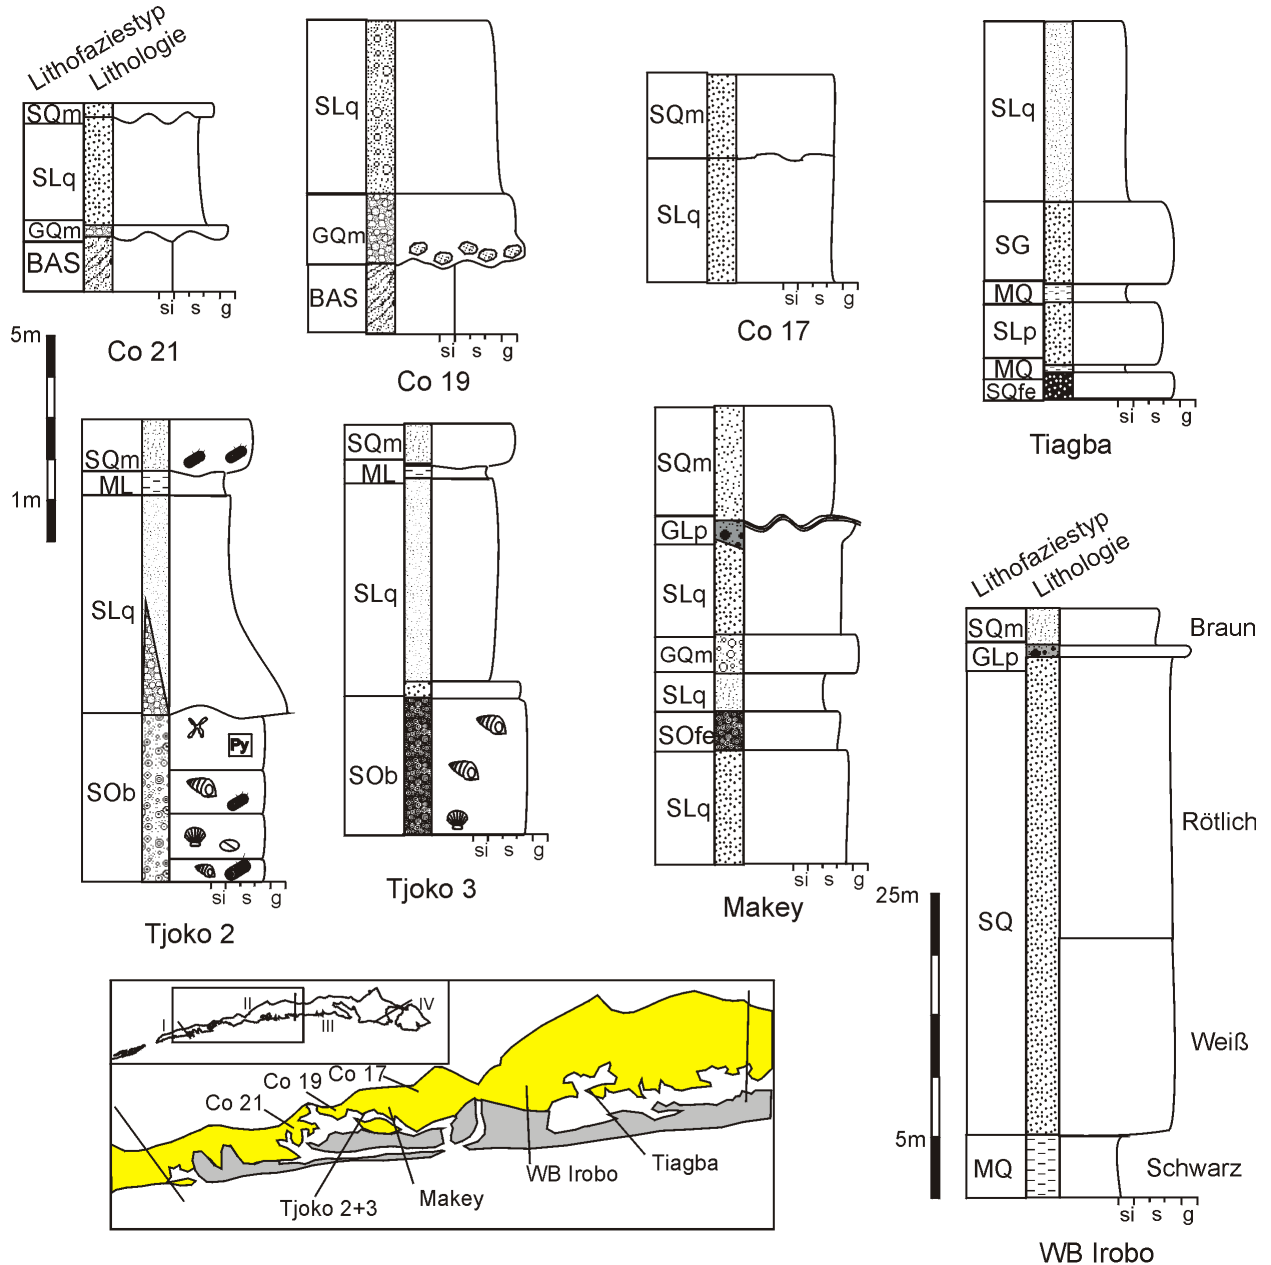 Lithofaziestyp
Lithologie
SQm
SLq
GQm
BAS
si s g
Co 21
SLq
GQm
BAS
si s g
Co 19
SQm
SLq
si s g
Co 17
SLq
SG
MQ
SLp
MQ
SQfe
si s g
Tiagba
5m
1m
SQm
ML
SLq
SOb
Py
si s g
Tjoko 2
SQm
ML
SLq
SOb
si s g
Tjoko 3
SQm
GLp
SLq
GQm
SLq
SOfe
SLq
si s g
Makey
Lithofaziestyp
Lithologie
SQm
GLp
SQ
MQ
Braun
Rötlich
Weiß
Schwarz
si s g
WB Irobo
25m
5m
I
II
III
IV
Co 21
Co 19
Co 17
Tjoko 2+3
Makey
WB Irobo
Tiagba